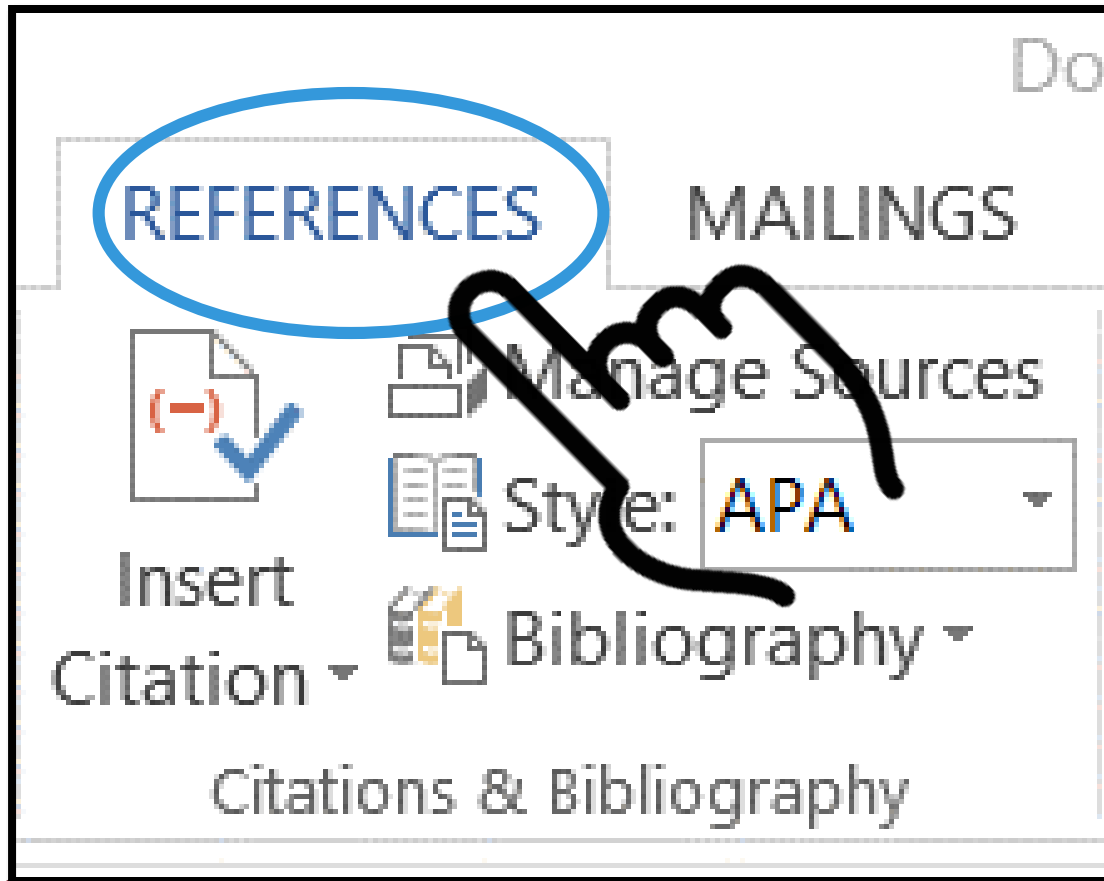 Do
REFERENCES MAILINGS
Manage Sources
Style: APA
Insert
Citation
Bibliography
Citations & Bibliography